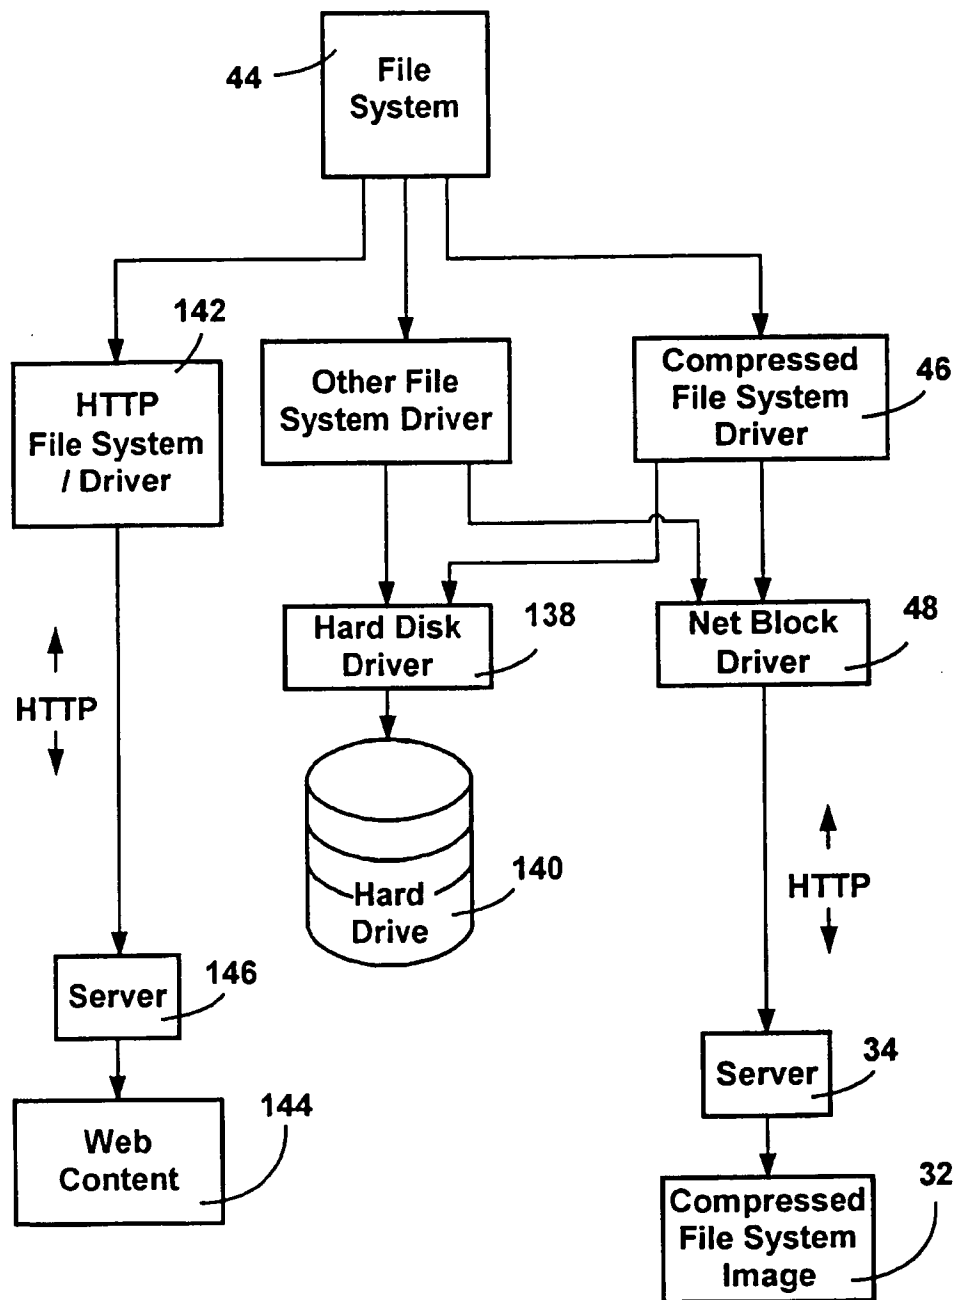 File
System
44
142
HTTP
File System
/ Driver
Other File
System Driver
Compressed
File System
Driver
46
Hard Disk
Driver
138
Net Block
Driver
48
HTTP
Hard
Drive
140
HTTP
Server
146
Server
34
Web
Content
144
Compressed
File System
Image
32